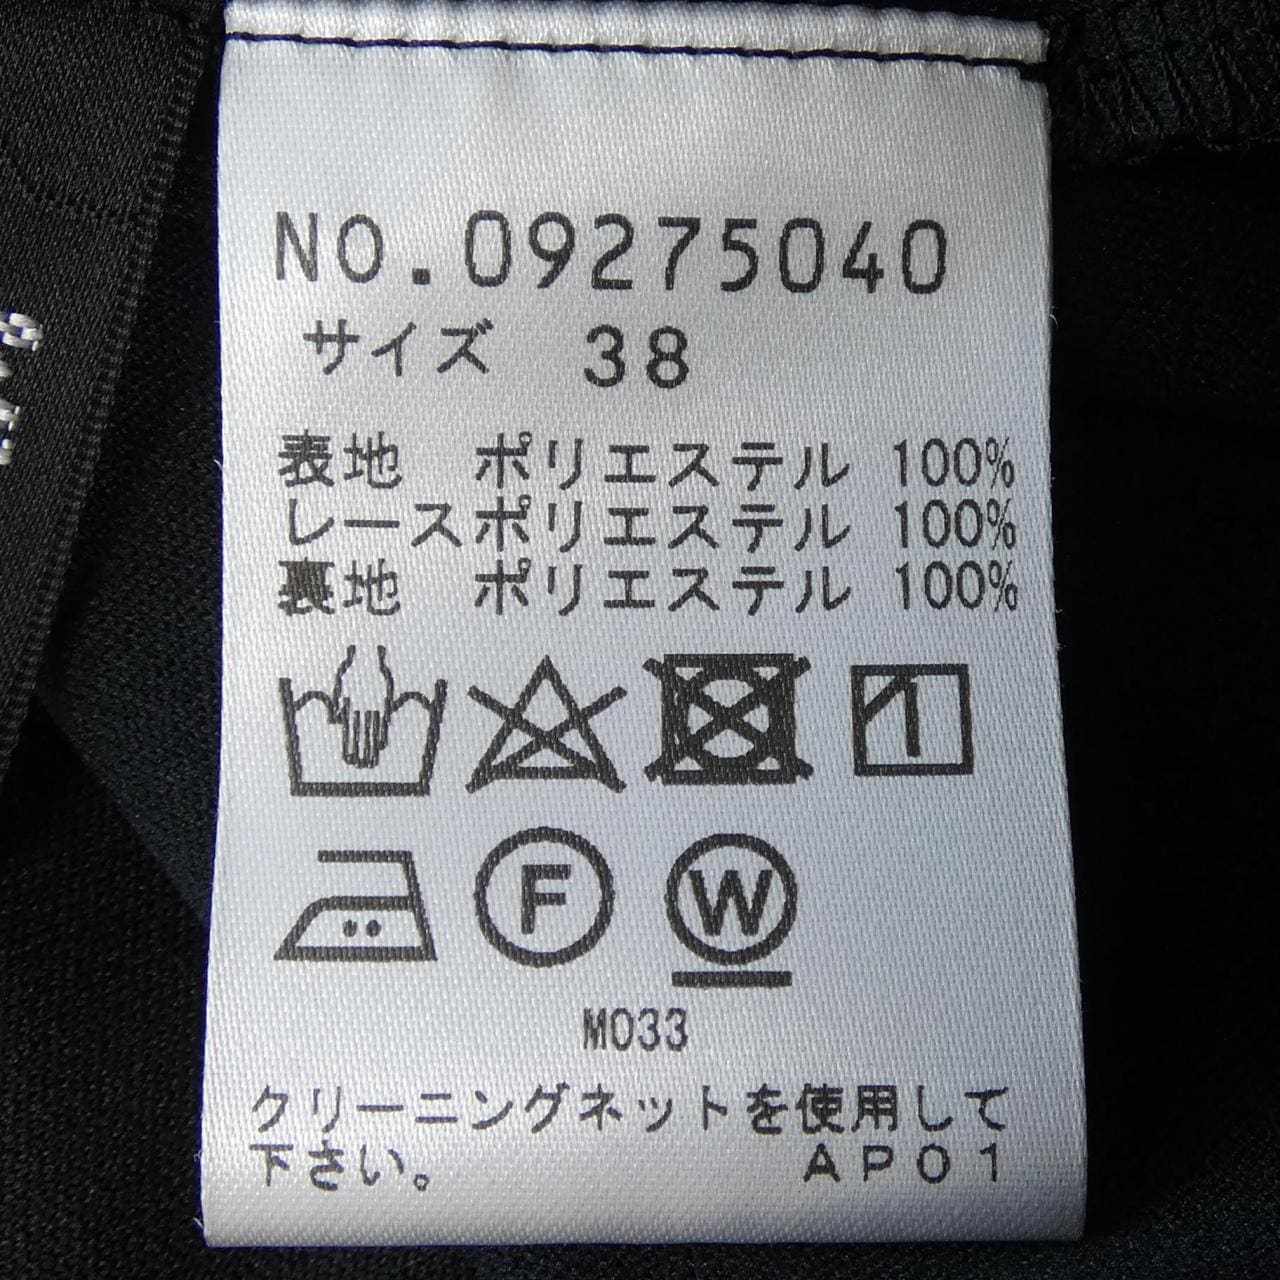 NO.09275040
サイズ 38
表地 ポリエステル 100%
レースポリエステル 100%
裏地 ポリエステル 100%
F W
M033
クリーニングネットを使用して
下さい。 AP01